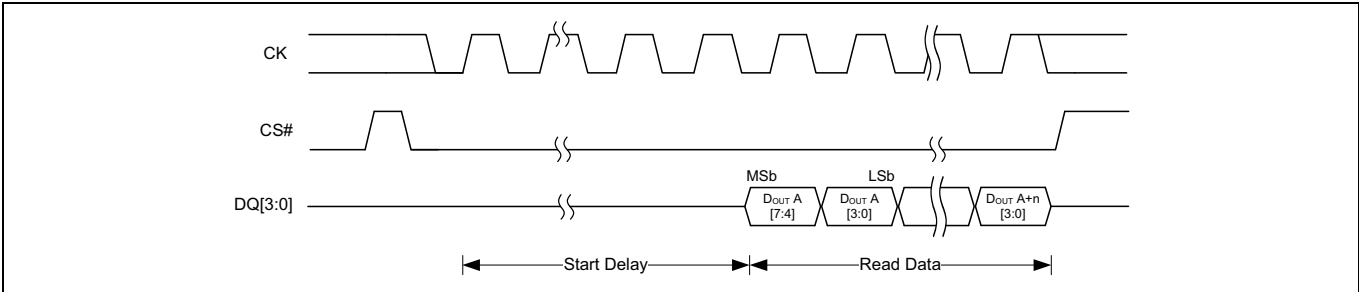 CK
CS#
MSb LSb
DQ[3:0] DOUT A DOUT A DOUT A+n
[7:4] [3:0] [3:0]
Start Delay Read Data